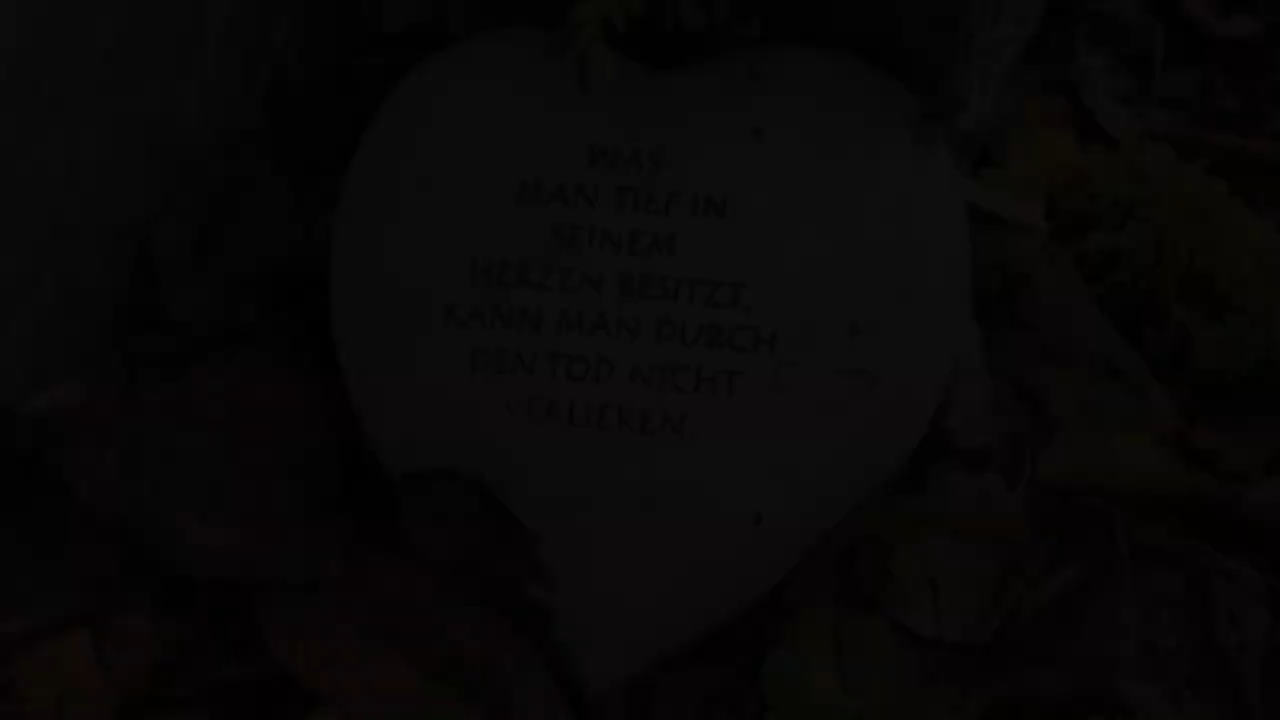 WAS
MAN TIEF IN
SEINEM
HERZEN BESITZT,
KANN MAN DURCH
DEN TOD NICHT
VERLIEREN.